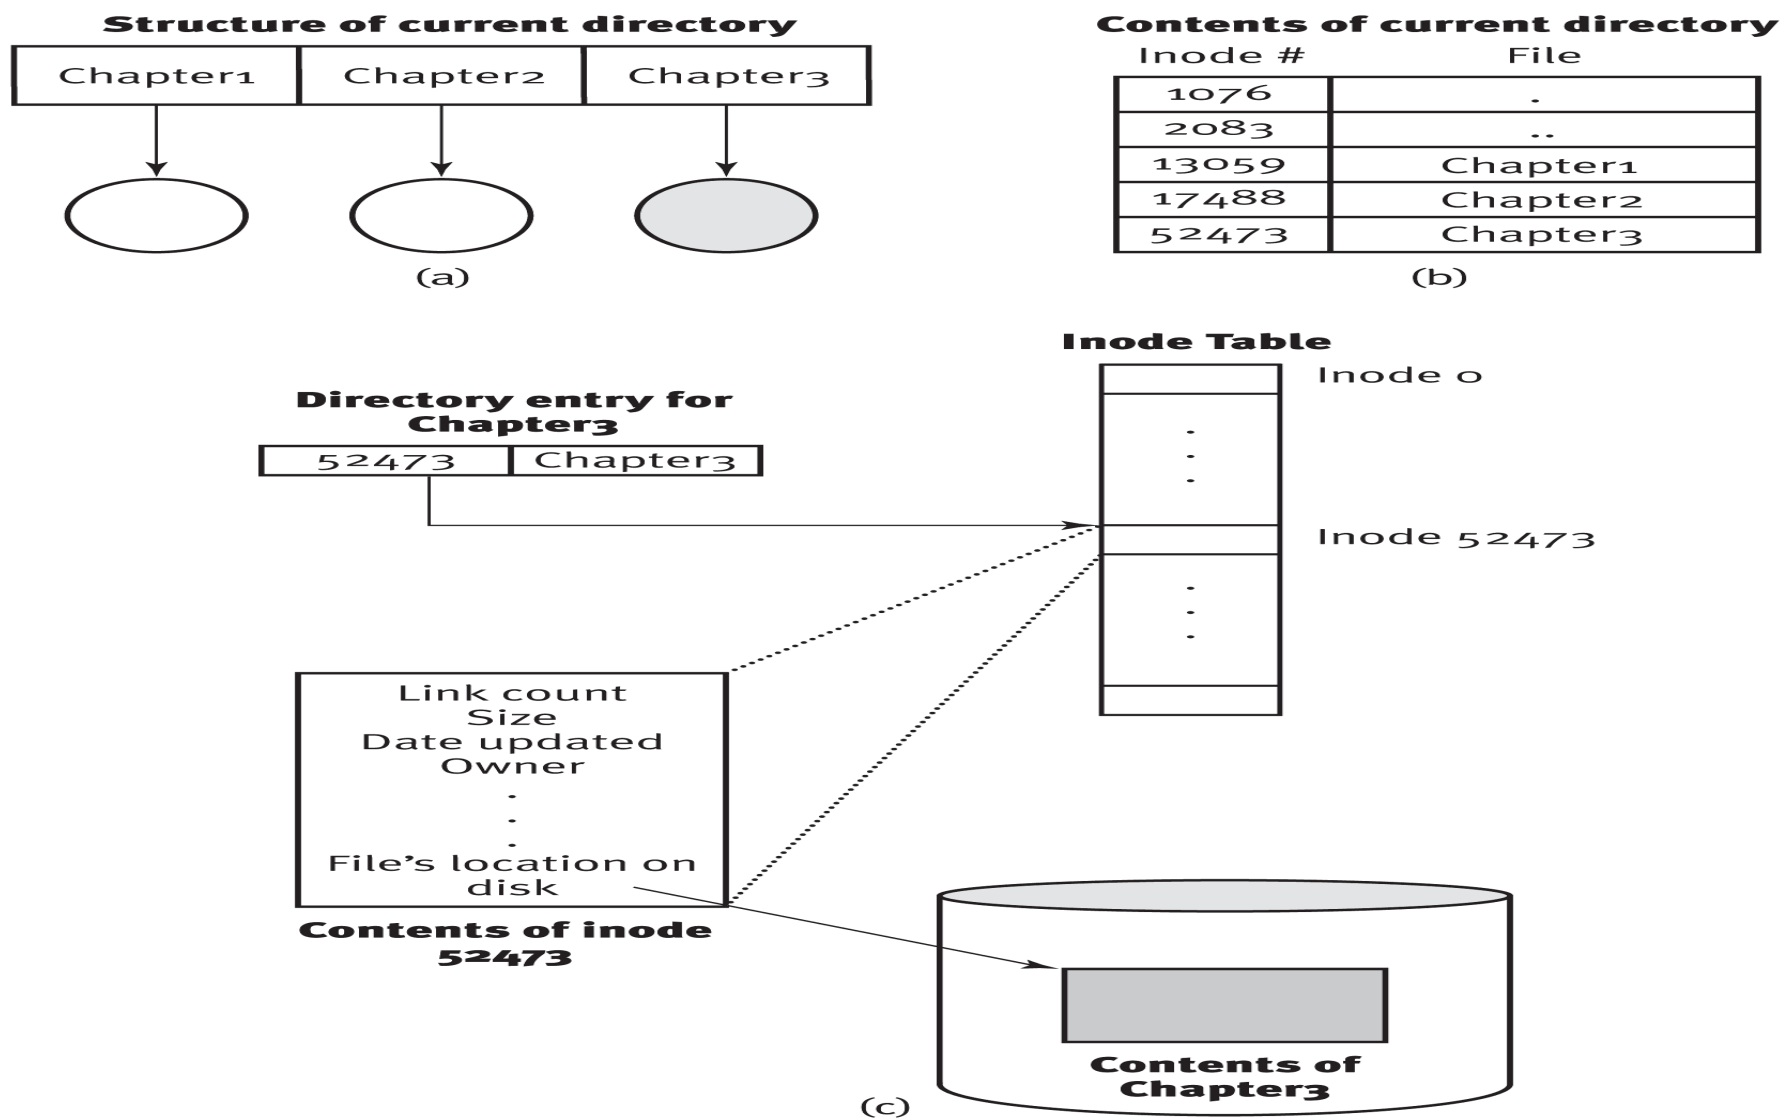 Structure of current directory
Chapter1 Chapter2 Chapter3
(a)
Contents of current directory
Inode # File
1076 .
2083 ..
13059 Chapter1
17488 Chapter2
52473 Chapter3
(b)
Directory entry for
Chapter3
52473 Chapter3
Inode Table
Inode 0
Inode 52473
Link count
Size
Date updated
Owner
.
.
.
File’s location on
disk
Contents of inode
52473
Contents of
Chapter3
(c)